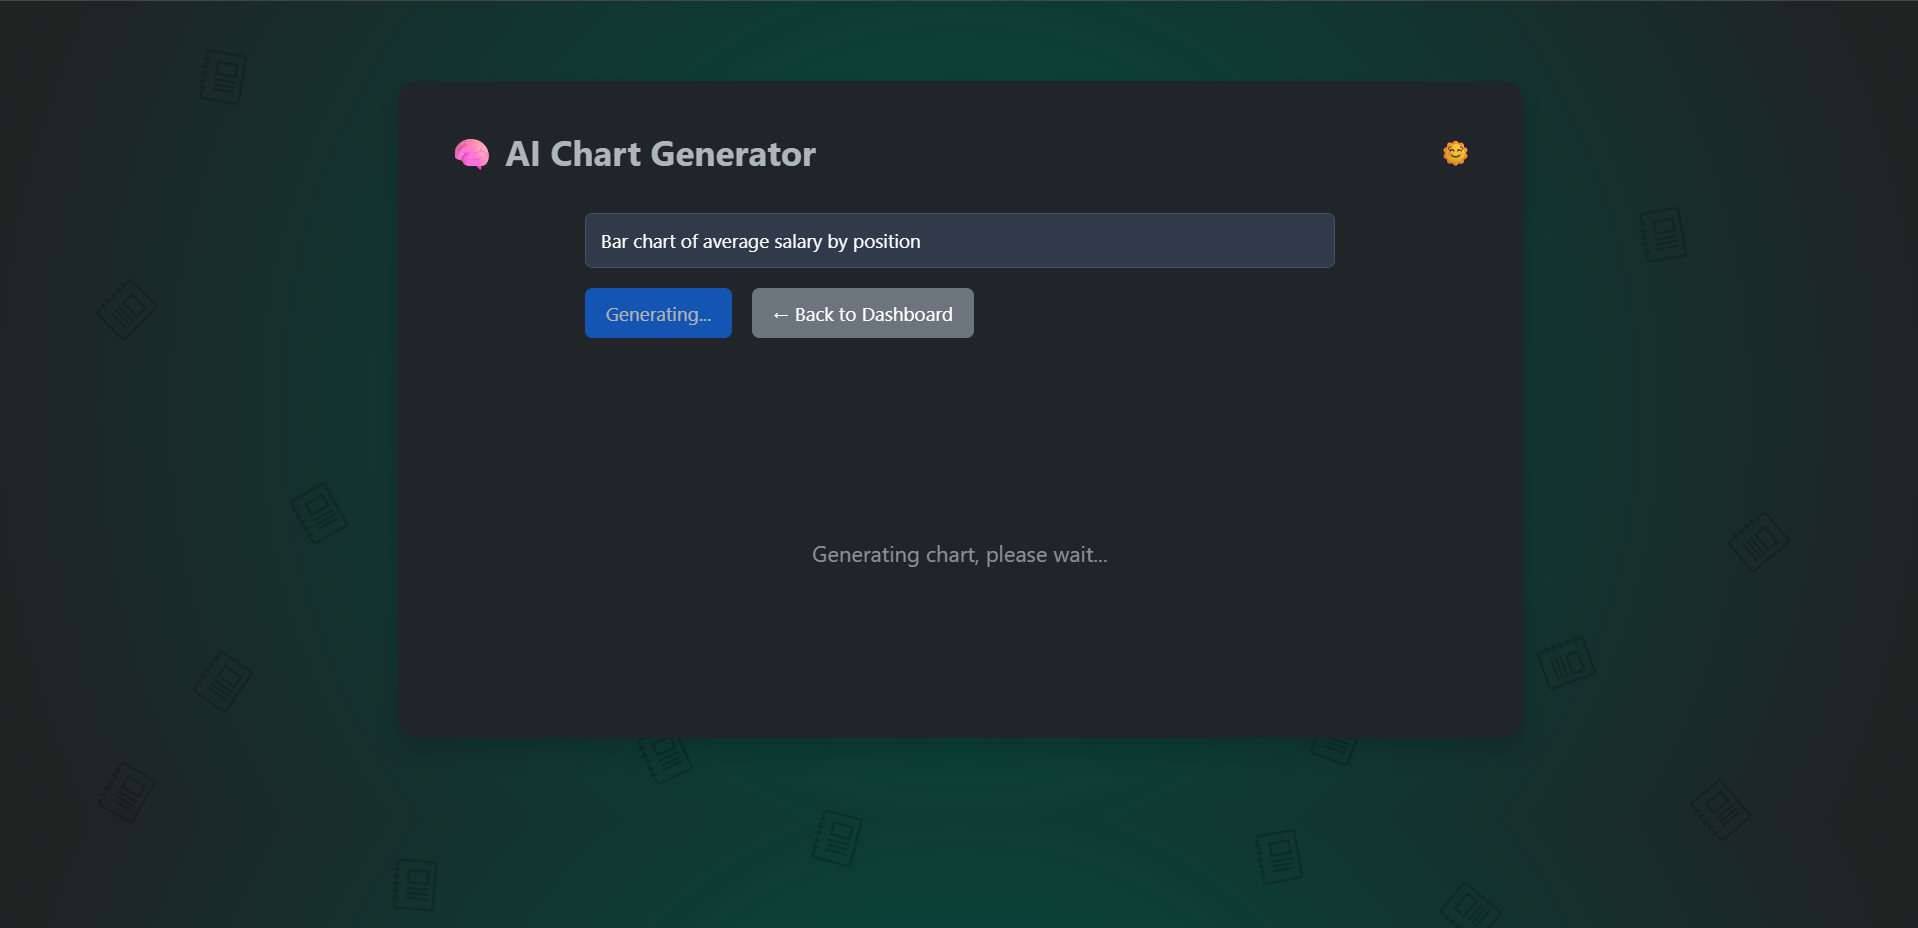 AI Chart Generator
Bar chart of average salary by position
Generating...
← Back to Dashboard
Generating chart, please wait...